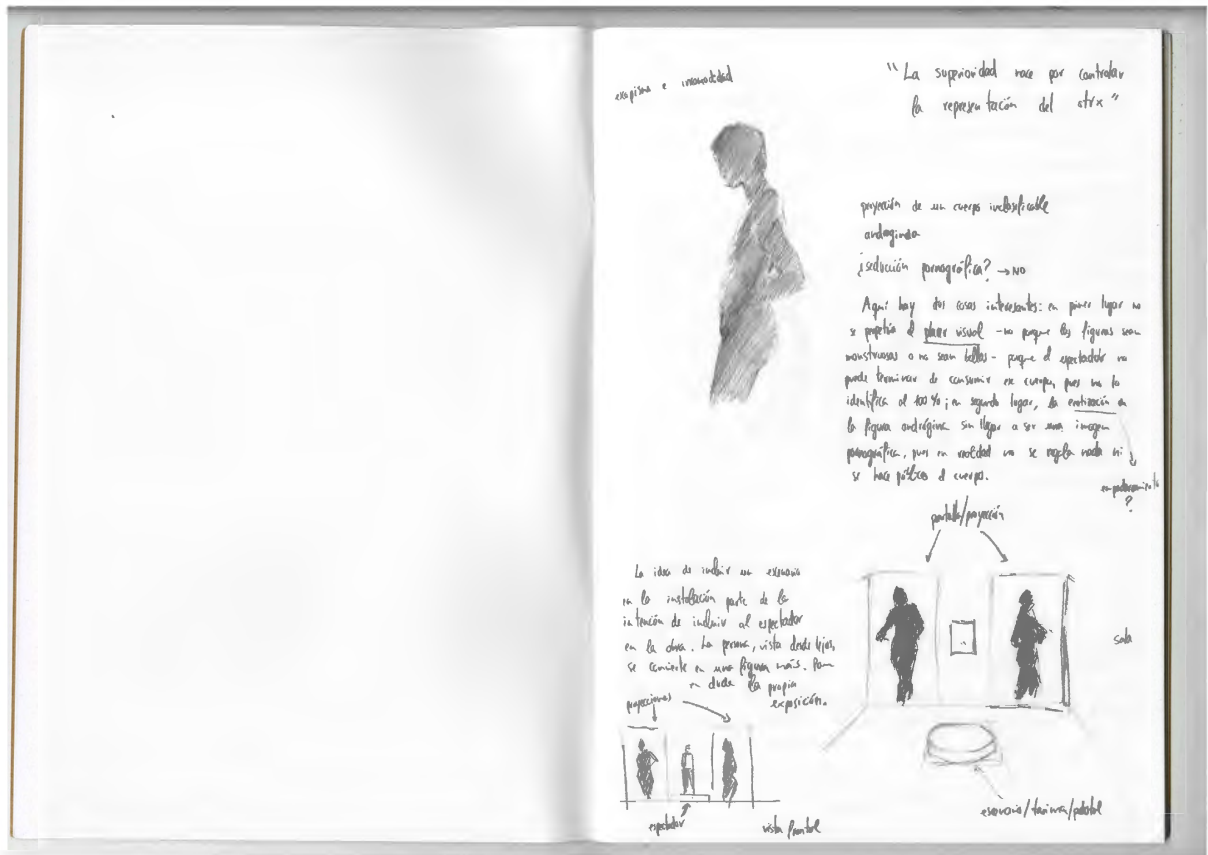 exotismo e incomodidad
"La superioridad nace por controlar
la representación del otrx"
proyección de un cuerpo inclasificable
andrógino
¿seducción pornográfica? → NO
Aquí hay dos cosas interesantes: en primer lugar no
se el placer visual - no porque las figuras sean
monstruosas o no sean bellas - porque el espectador no
puede terminar de consumir ese cuerpo, pues no lo
identifica al 100%; en segundo lugar, la erotización en
la figura andrógina sin llegar a ser una imagen
pornográfica, pues en realidad no se regala nada ni
se hace público el cuerpo.
empoderamiento
?
pantalla/proyección
La idea de incluir un escenario
en la instalación parte de la
intención de incluir al espectador
en la obra. La persona, vista desde lejos,
se convierte en una figura más. Pone
en duda la propia
exposición.
sala
proyecciones
espectador
vista frontal
escenario/tarima/pedestal